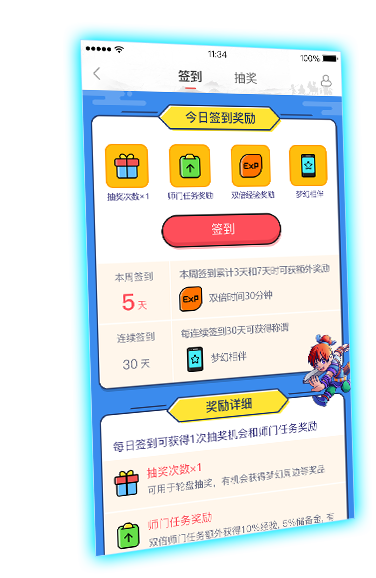 11:34
100%
签到 抽奖
今日签到奖励
Exp
抽奖次数×1 师门任务奖励 双倍经验奖励 梦幻相伴
签到
本周签到
5天
本周签到累计3天和7天时可获额外奖励
Exp 双倍时间30分钟
连续签到
30天
每连续签到30天可获得称谓
梦幻相伴
奖励详细
每日签到可获得1次抽奖机会和师门任务奖励
抽奖次数×1
可用于轮盘抽奖，有机会获得梦幻周边等奖品
师门任务奖励
双倍师门任务额外获得10%经验, 5%储备金, 有